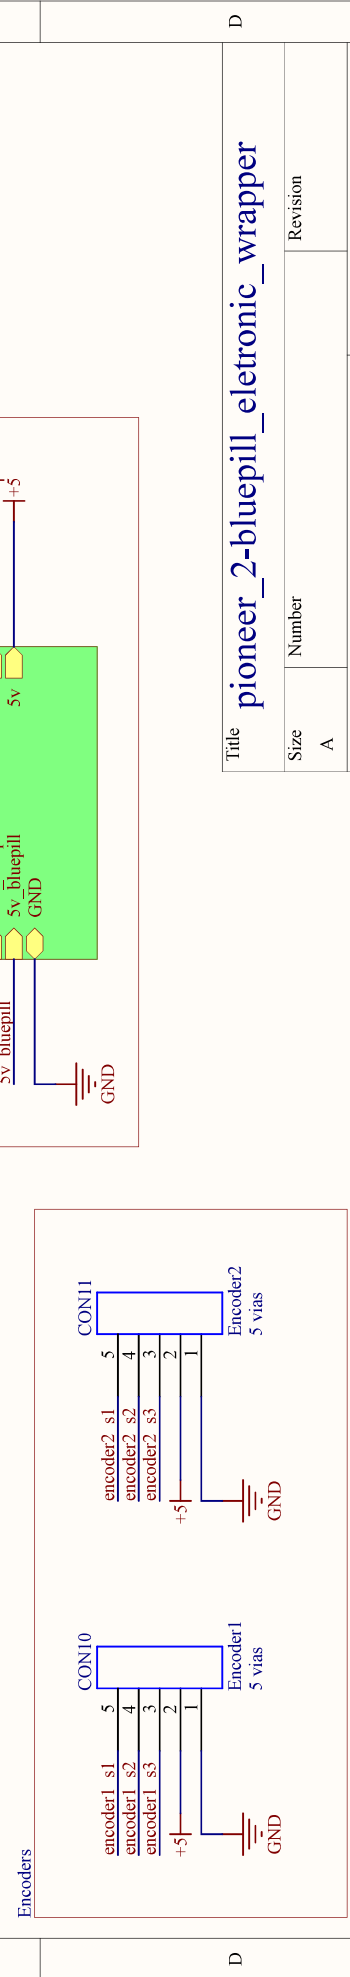 Encoders
CON10
5
4
3
2
1
encoder1_s1
encoder1_s2
encoder1_s3
+5
GND
Encoder1
5 vias
CON11
5
4
3
2
1
encoder2_s1
encoder2_s2
encoder2_s3
+5
GND
Encoder2
5 vias
5v_bluepill
5v_bluepill
GND
GND
5v
+5
Title
pioneer_2-bluepill_eletronic_wrapper
Size
A
Number
Revision
D
D